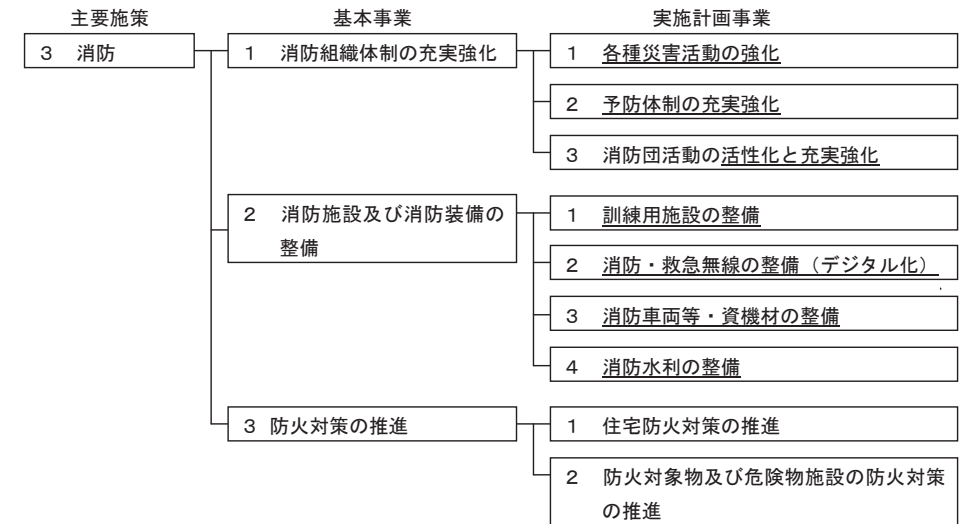 主要施策　基本事業　実施計画事業
３　消防　１　消防組織体制の充実強化　１　各種災害活動の強化
２　予防体制の充実強化
３　消防団活動の活性化と充実強化
２　消防施設及び消防装備の
整備
１　訓練用施設の整備
２　消防・救急無線の整備（デジタル化）
３　消防車両等・資機材の整備
４　消防水利の整備
３ 防火対策の推進　１　住宅防火対策の推進
２　防火対象物及び危険物施設の防火対策
の推進